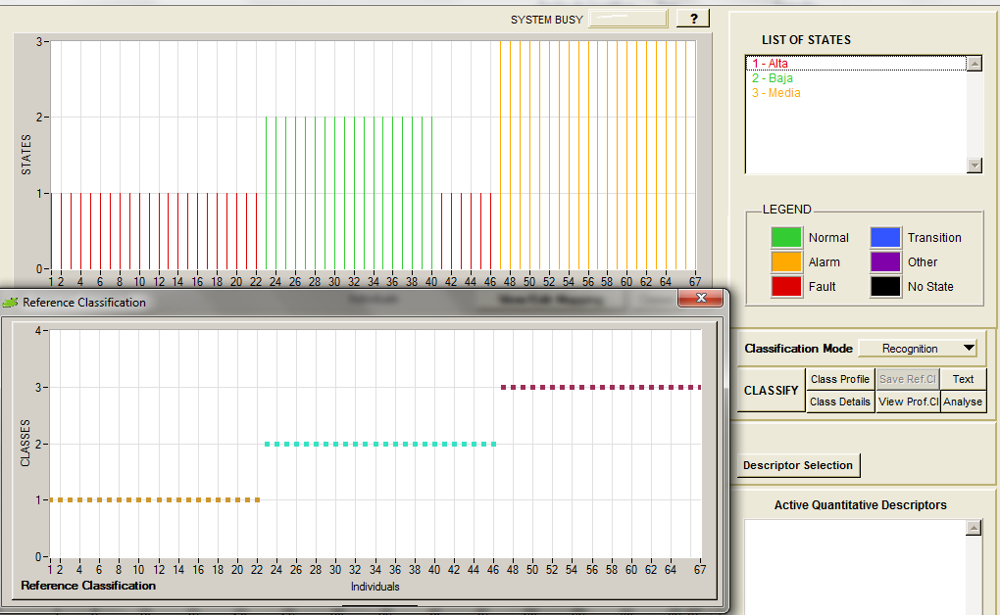 SYSTEM BUSY
?
STATES
3
2
1
0
1 2 4 6 8 10 12 14 16 18 20 22 24 26 28 30 32 34 36 38 40 42 44 46 48 50 52 54 56 58 60 62 64 67
LIST OF STATES
1 - Alta
2 - Baja
3 - Media
LEGEND
Normal Transition
Alarm Other
Fault No State
Reference Classification
X
CLASSES
4
3
2
1
0
1 2 4 6 8 10 12 14 16 18 20 22 24 26 28 30 32 34 36 38 40 42 44 46 48 50 52 54 56 58 60 62 64 67
Reference Classification Individuals
Classification Mode Recognition
CLASSIFY
Class Profile Save Ref.Cl Text
Class Details View Prof.Cl Analyse
Descriptor Selection
Active Quantitative Descriptors